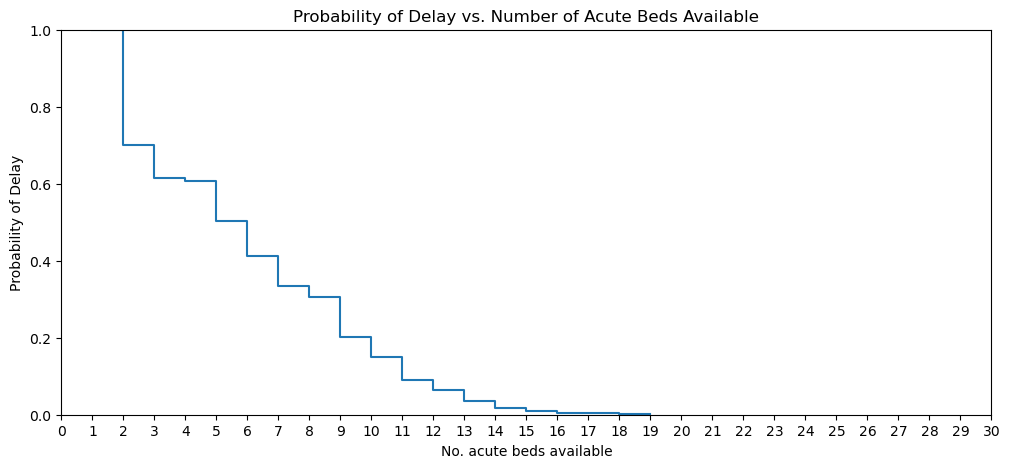 Probability of Delay vs. Number of Acute Beds Available
1.0
0.8
0.6
0.4
0.2
0.0
Probability of Delay
0 1 2 3 4 5 6 7 8 9 10 11 12 13 14 15 16 17 18 19 20 21 22 23 24 25 26 27 28 29 30
No. acute beds available